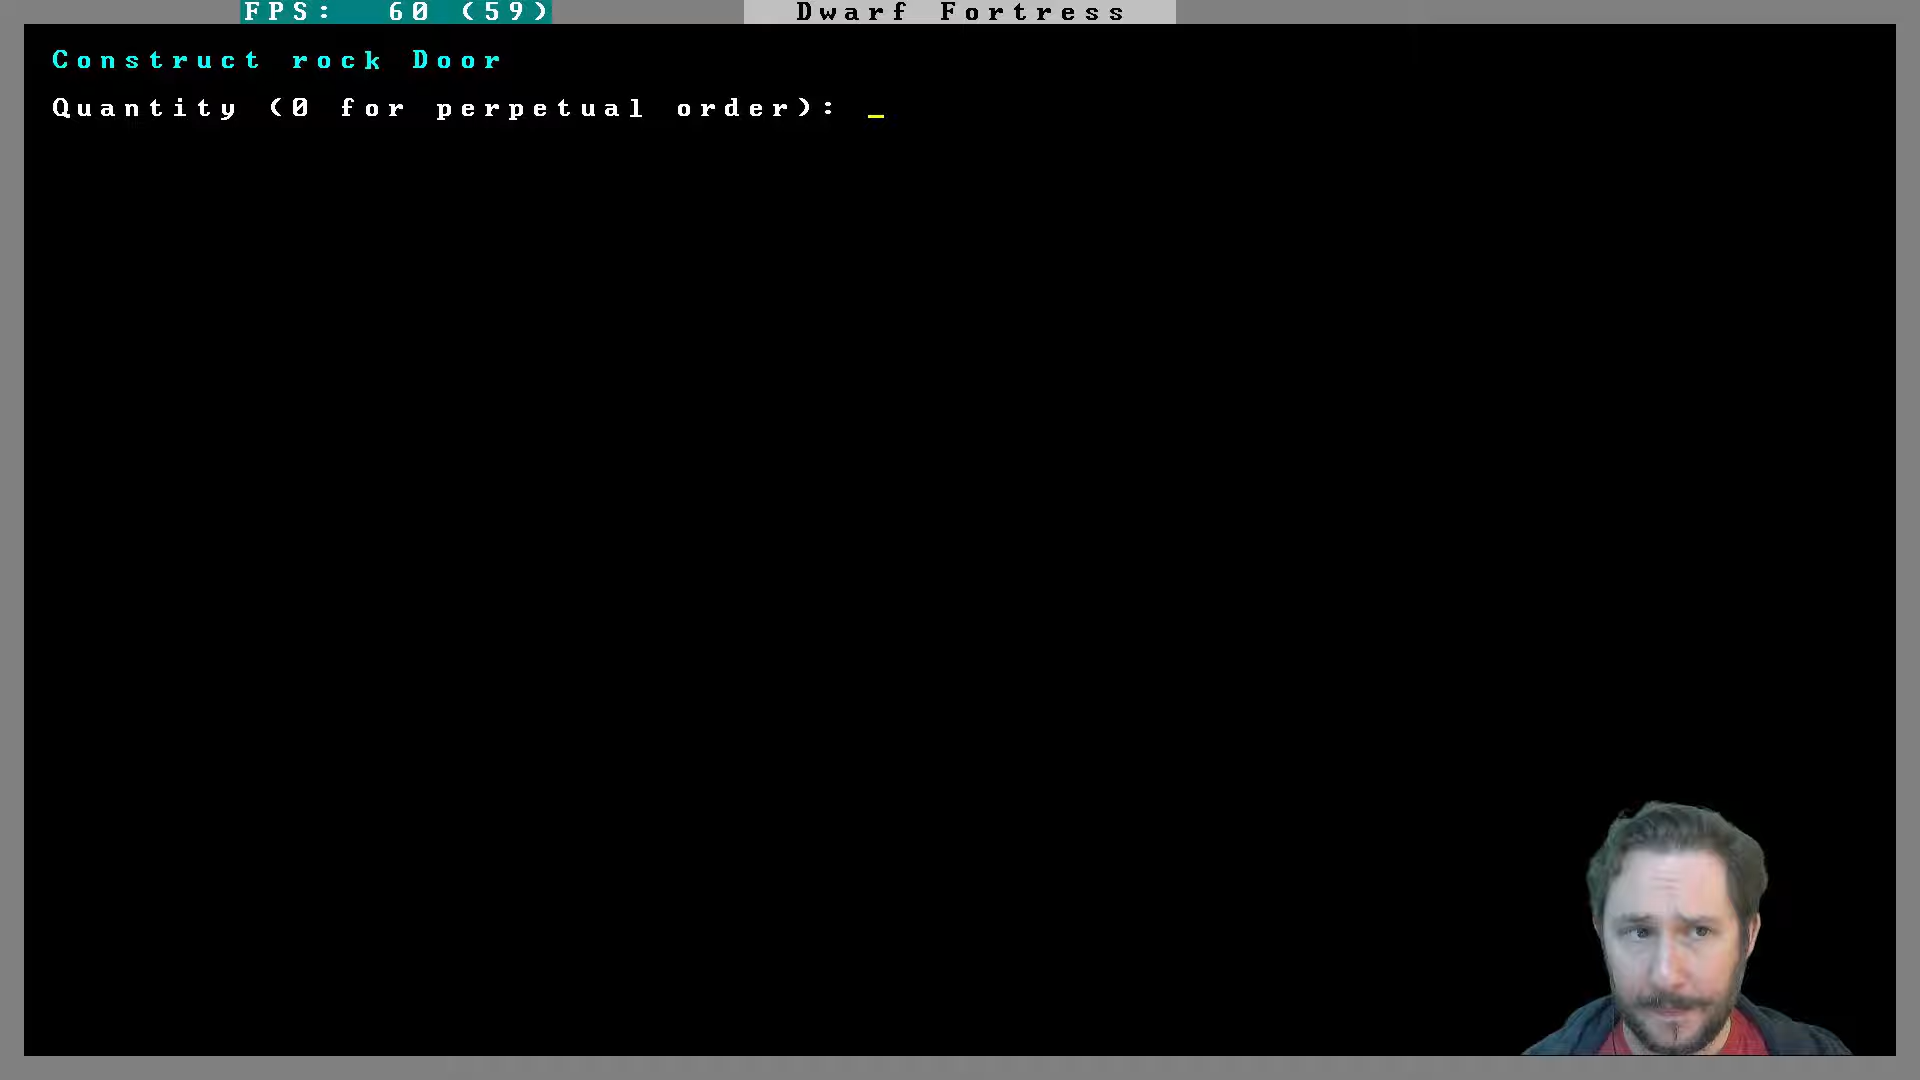 FPS: 60 (59)
Dwarf Fortress
Construct rock Door
Quantity (0 for perpetual order): _